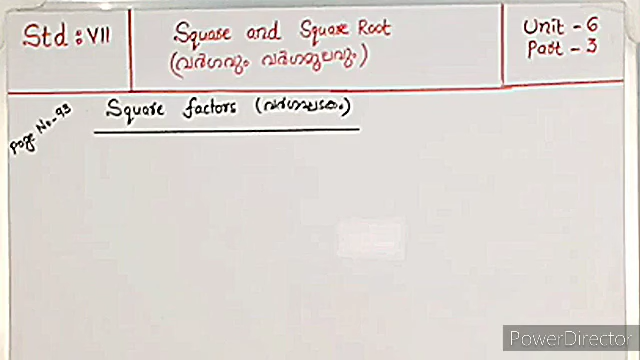 Std : VII
Square and Square Root
(വർഗവും വർഗമൂലവും)
Unit - 6
Part - 3
Page No-93
Square factors (വർഗഘടകം)
PowerDirector